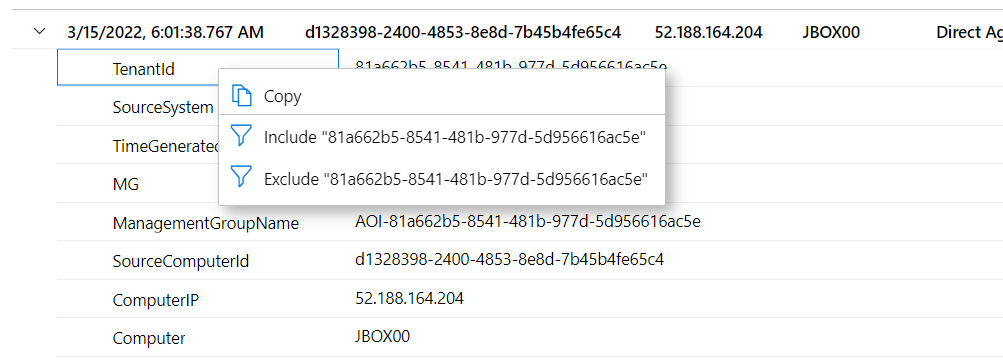 3/15/2022, 6:01:38.767 AM d1328398-2400-4853-8e8d-7b45b4fe65c4 52.188.164.204 JBOX00 Direct Ag
TenantId 81a662b5-8541-481b-977d-5d956616ac5e
Copy
SourceSystem
Include "81a662b5-8541-481b-977d-5d956616ac5e"
TimeGenerated
Exclude "81a662b5-8541-481b-977d-5d956616ac5e"
MG
ManagementGroupName AOI-81a662b5-8541-481b-977d-5d956616ac5e
SourceComputerId d1328398-2400-4853-8e8d-7b45b4fe65c4
ComputerIP 52.188.164.204
Computer JBOX00